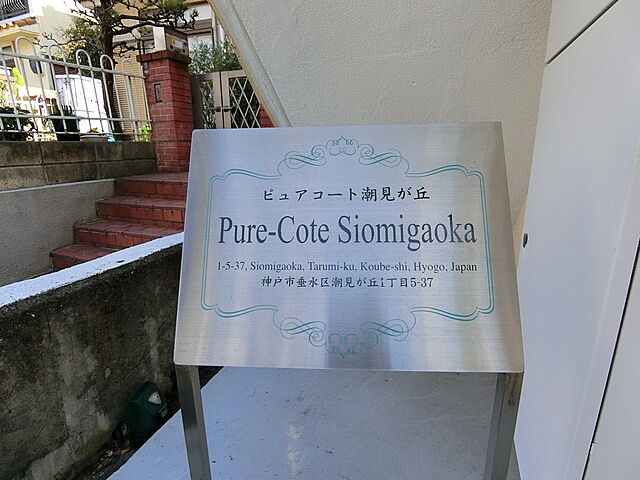 ピュアコート潮見が丘
Pure-Cote Siomigaoka
1-5-37, Siomigaoka, Tarumi-ku, Koube-shi, Hyogo, Japan
神戸市垂水区潮見が丘1丁目5-37